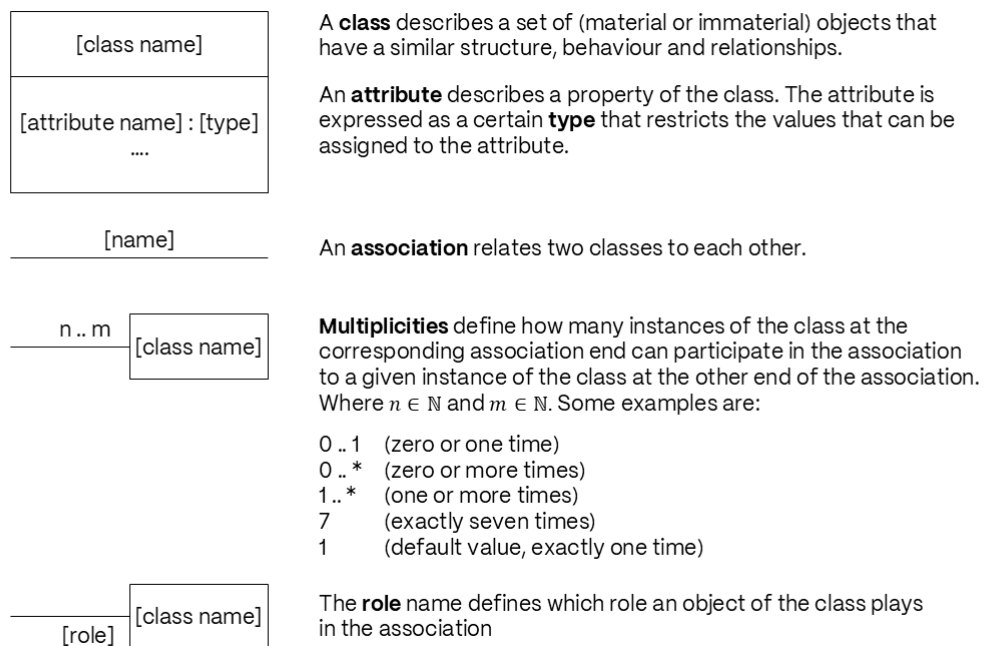 [class name]
A class describes a set of (material or immaterial) objects that
have a similar structure, behaviour and relationships.
[attribute name] : [type]
....
An attribute describes a property of the class. The attribute is
expressed as a certain type that restricts the values that can be
assigned to the attribute.
[name]
An association relates two classes to each other.
n .. m
[class name]
Multiplicities define how many instances of the class at the
corresponding association end can participate in the association
to a given instance of the class at the other end of the association.
Where n ∈ ℕ and m ∈ ℕ. Some examples are:
0 .. 1 (zero or one time)
0 .. * (zero or more times)
1 .. * (one or more times)
7 (exactly seven times)
1 (default value, exactly one time)
[class name]
[role]
The role name defines which role an object of the class plays
in the association